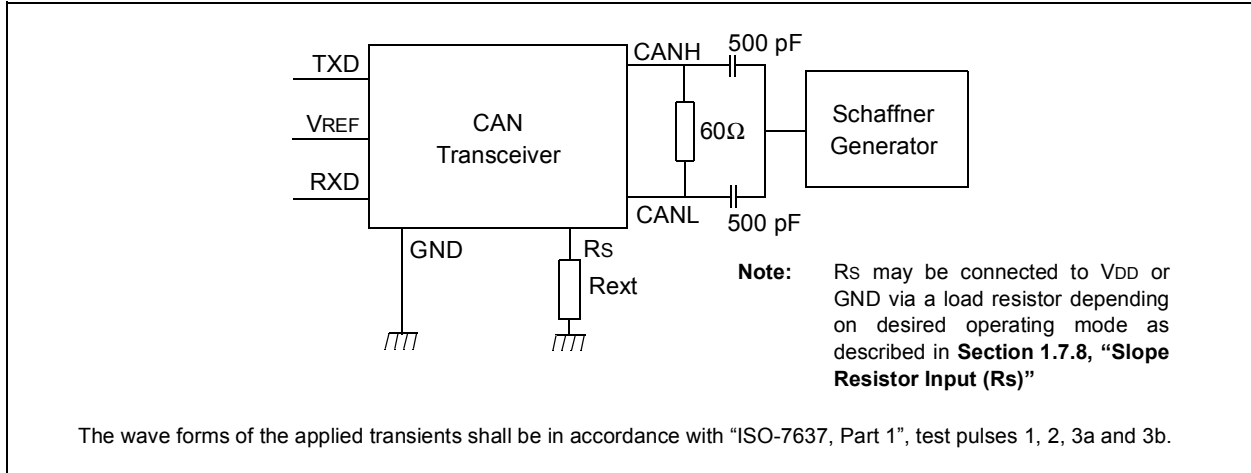 CANH
500 pF
TXD
VREF
RXD
CAN
Transceiver
60Ω
Schaffner
Generator
CANL
500 pF
GND
Rs
Rext
Note: Rs may be connected to VDD or
GND via a load resistor depending
on desired operating mode as
described in Section 1.7.8, “Slope
Resistor Input (Rs)”
The wave forms of the applied transients shall be in accordance with “ISO-7637, Part 1”, test pulses 1, 2, 3a and 3b.